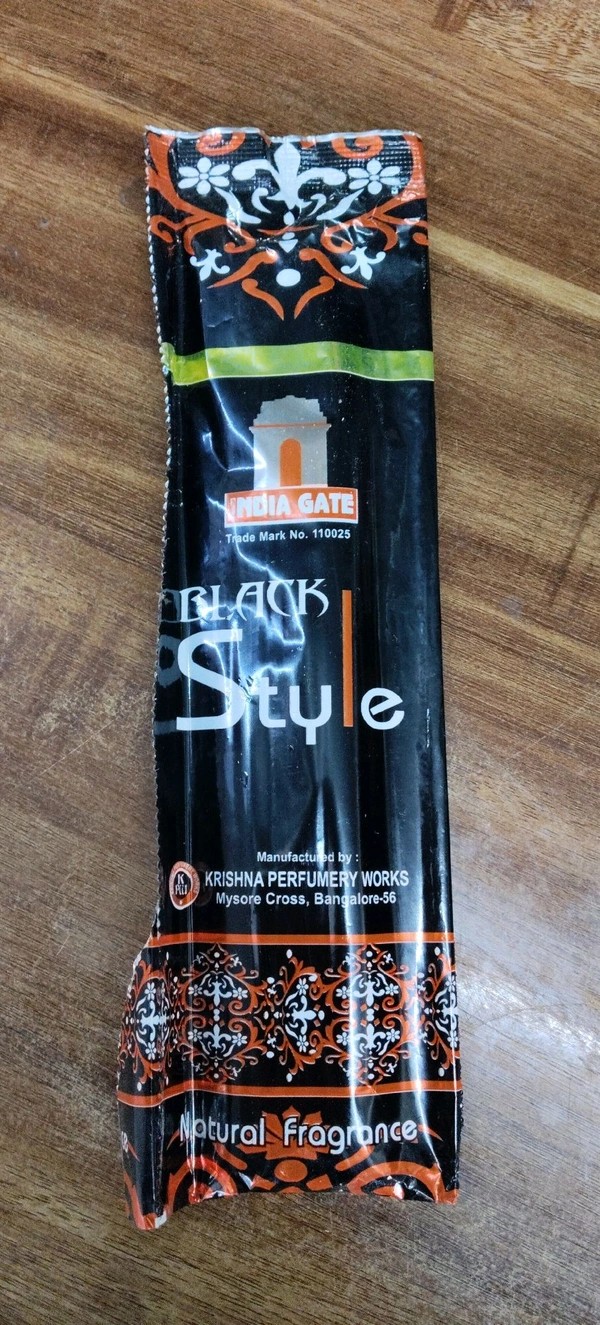 INDIA GATE
Trade Mark No. 110025
BLACK
Style
Manufactured by :
KRISHNA PERFUMERY WORKS
K
PW
Mysore Cross, Bangalore-56
Natural Fragrance